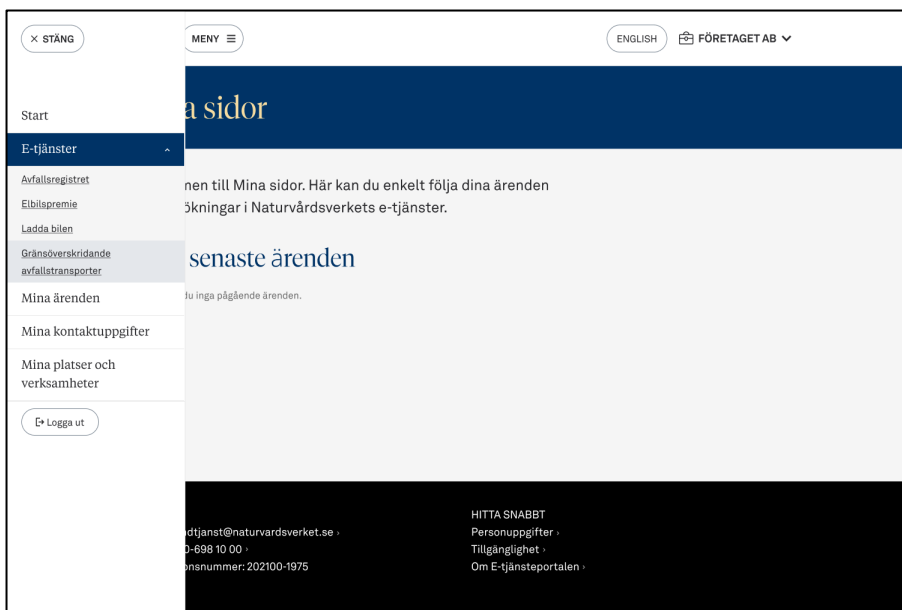 STÄNG
MENY
ENGLISH
FÖRETAGET AB
Start
E-tjänster
Avfallsregistret
Elbilspremie
Ladda bilen
Gränsöverskridande
avfallstransporter
Mina ärenden
Mina kontaktuppgifter
Mina platser och
verksamheter
Logga ut
a sidor
men till Mina sidor. Här kan du enkelt följa dina ärenden
ökningar i Naturvårdsverkets e-tjänster.
senaste ärenden
du inga pågående ärenden.
dtjanst@naturvardsverket.se ›
0-698 10 00 ›
onsnummer: 202100-1975
HITTA SNABBT
Personuppgifter ›
Tillgänglighet ›
Om E-tjänsteportalen ›